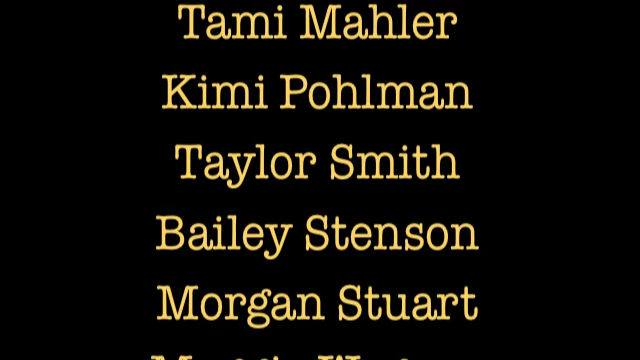 Tami Mahler
Kimi Pohlman
Taylor Smith
Bailey Stenson
Morgan Stuart